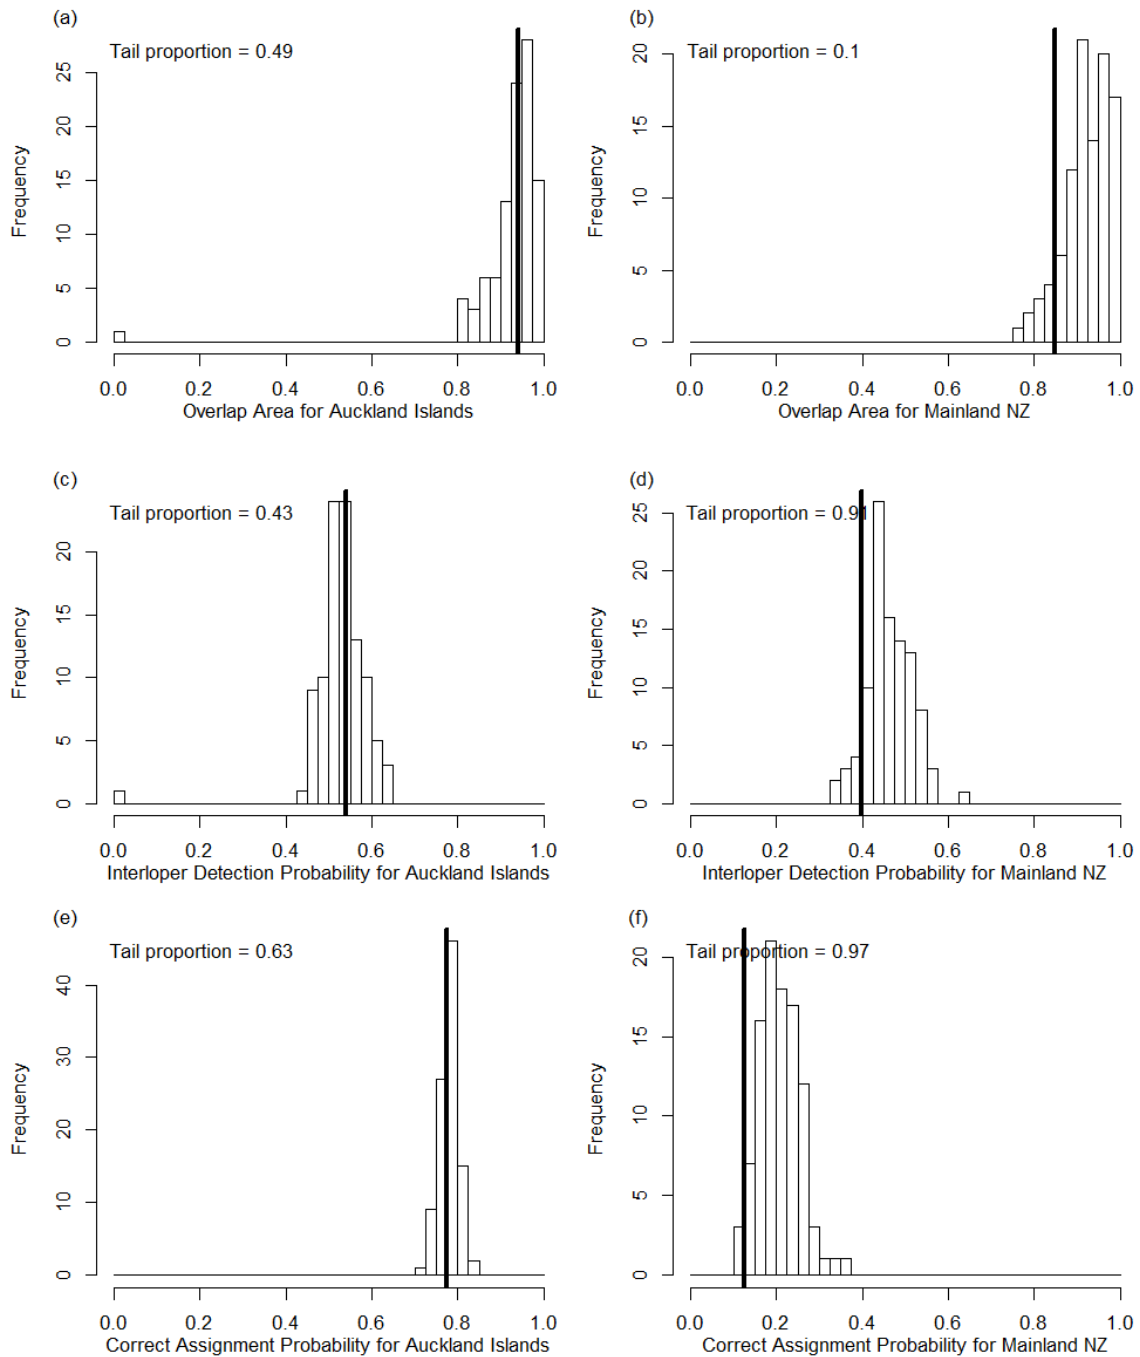 (a)
Tail proportion = 0.49
Frequency
0 5 10 15 20 25
0.0 0.2 0.4 0.6 0.8 1.0
Overlap Area for Auckland Islands
(b)
Tail proportion = 0.1
Frequency
0 5 10 15 20
0.0 0.2 0.4 0.6 0.8 1.0
Overlap Area for Mainland NZ
(c)
Tail proportion = 0.43
Frequency
0 5 10 15 20
0.0 0.2 0.4 0.6 0.8 1.0
Interloper Detection Probability for Auckland Islands
(d)
Tail proportion = 0.91
Frequency
0 5 10 15 20 25
0.0 0.2 0.4 0.6 0.8 1.0
Interloper Detection Probability for Mainland NZ
(e)
Tail proportion = 0.63
Frequency
0 10 20 30 40
0.0 0.2 0.4 0.6 0.8 1.0
Correct Assignment Probability for Auckland Islands
(f)
Tail proportion = 0.97
Frequency
0 5 10 15 20
0.0 0.2 0.4 0.6 0.8 1.0
Correct Assignment Probability for Mainland NZ